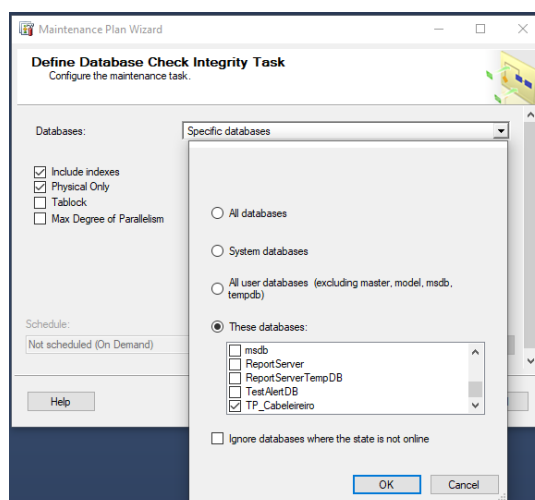 Maintenance Plan Wizard
Define Database Check Integrity Task
Configure the maintenance task.
Databases:
Specific databases
Include indexes
Physical Only
Tablock
Max Degree of Parallelism
All databases
System databases
All user databases (excluding master, model, msdb,
tempdb)
These databases:
msdb
ReportServer
ReportServerTempDB
TestAlertDB
TP_Cabeleireiro
Ignore databases where the state is not online
Schedule:
Not scheduled (On Demand)
Help
OK
Cancel